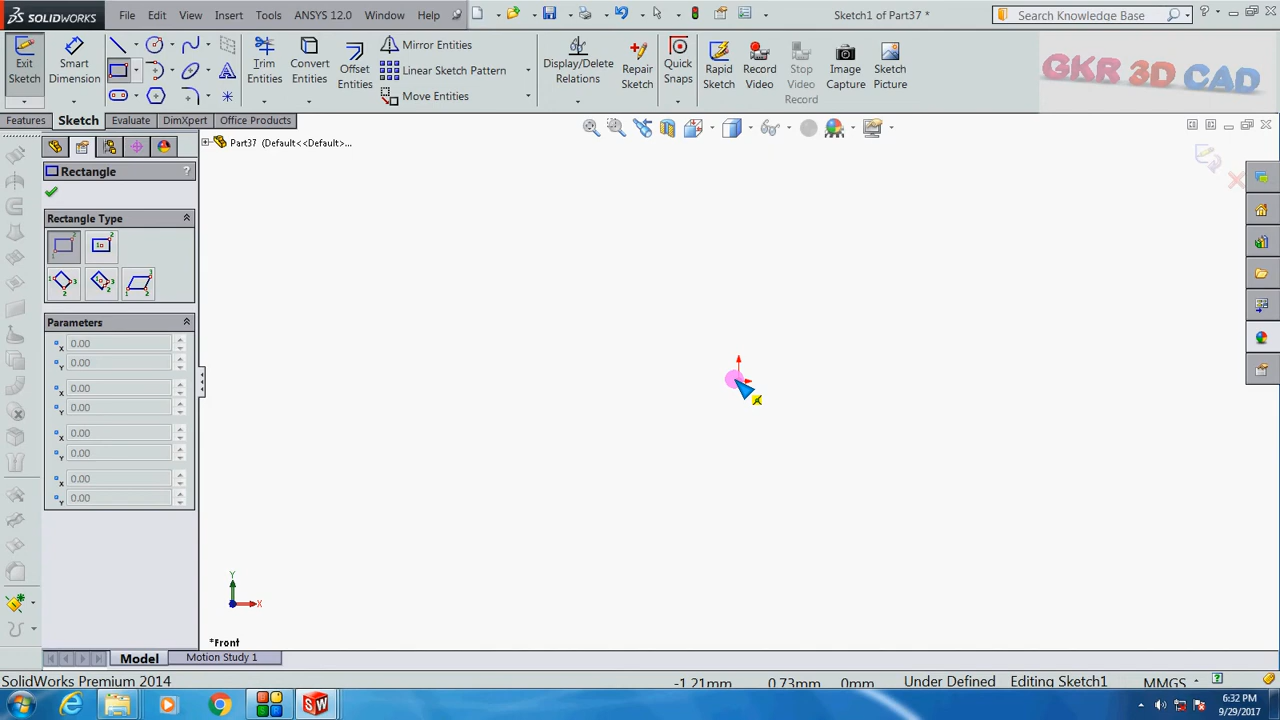 SOLIDWORKS File Edit View Insert Tools ANSYS 12.0 Window Help Sketch1 of Part37 * Search Knowledge Base
Exit Sketch
Smart Dimension
Trim Entities
Convert Entities
Offset Entities
Mirror Entities
Linear Sketch Pattern
Move Entities
Display/Delete Relations
Repair Sketch
Quick Snaps
Rapid Sketch
Record Video
Stop Video Record
Image Capture
Sketch Picture
GKR 3D CAD
Features Sketch Evaluate DimXpert Office Products
Part37 (Default<<Default>...
Rectangle ?
Rectangle Type
Parameters
X 0.00
Y 0.00
X 0.00
Y 0.00
X 0.00
Y 0.00
X 0.00
Y 0.00
Y
X
*Front
Model Motion Study 1
SolidWorks Premium 2014 -1.21mm 0.73mm 0mm Under Defined Editing Sketch1 MMGS
6:32 PM
9/29/2017